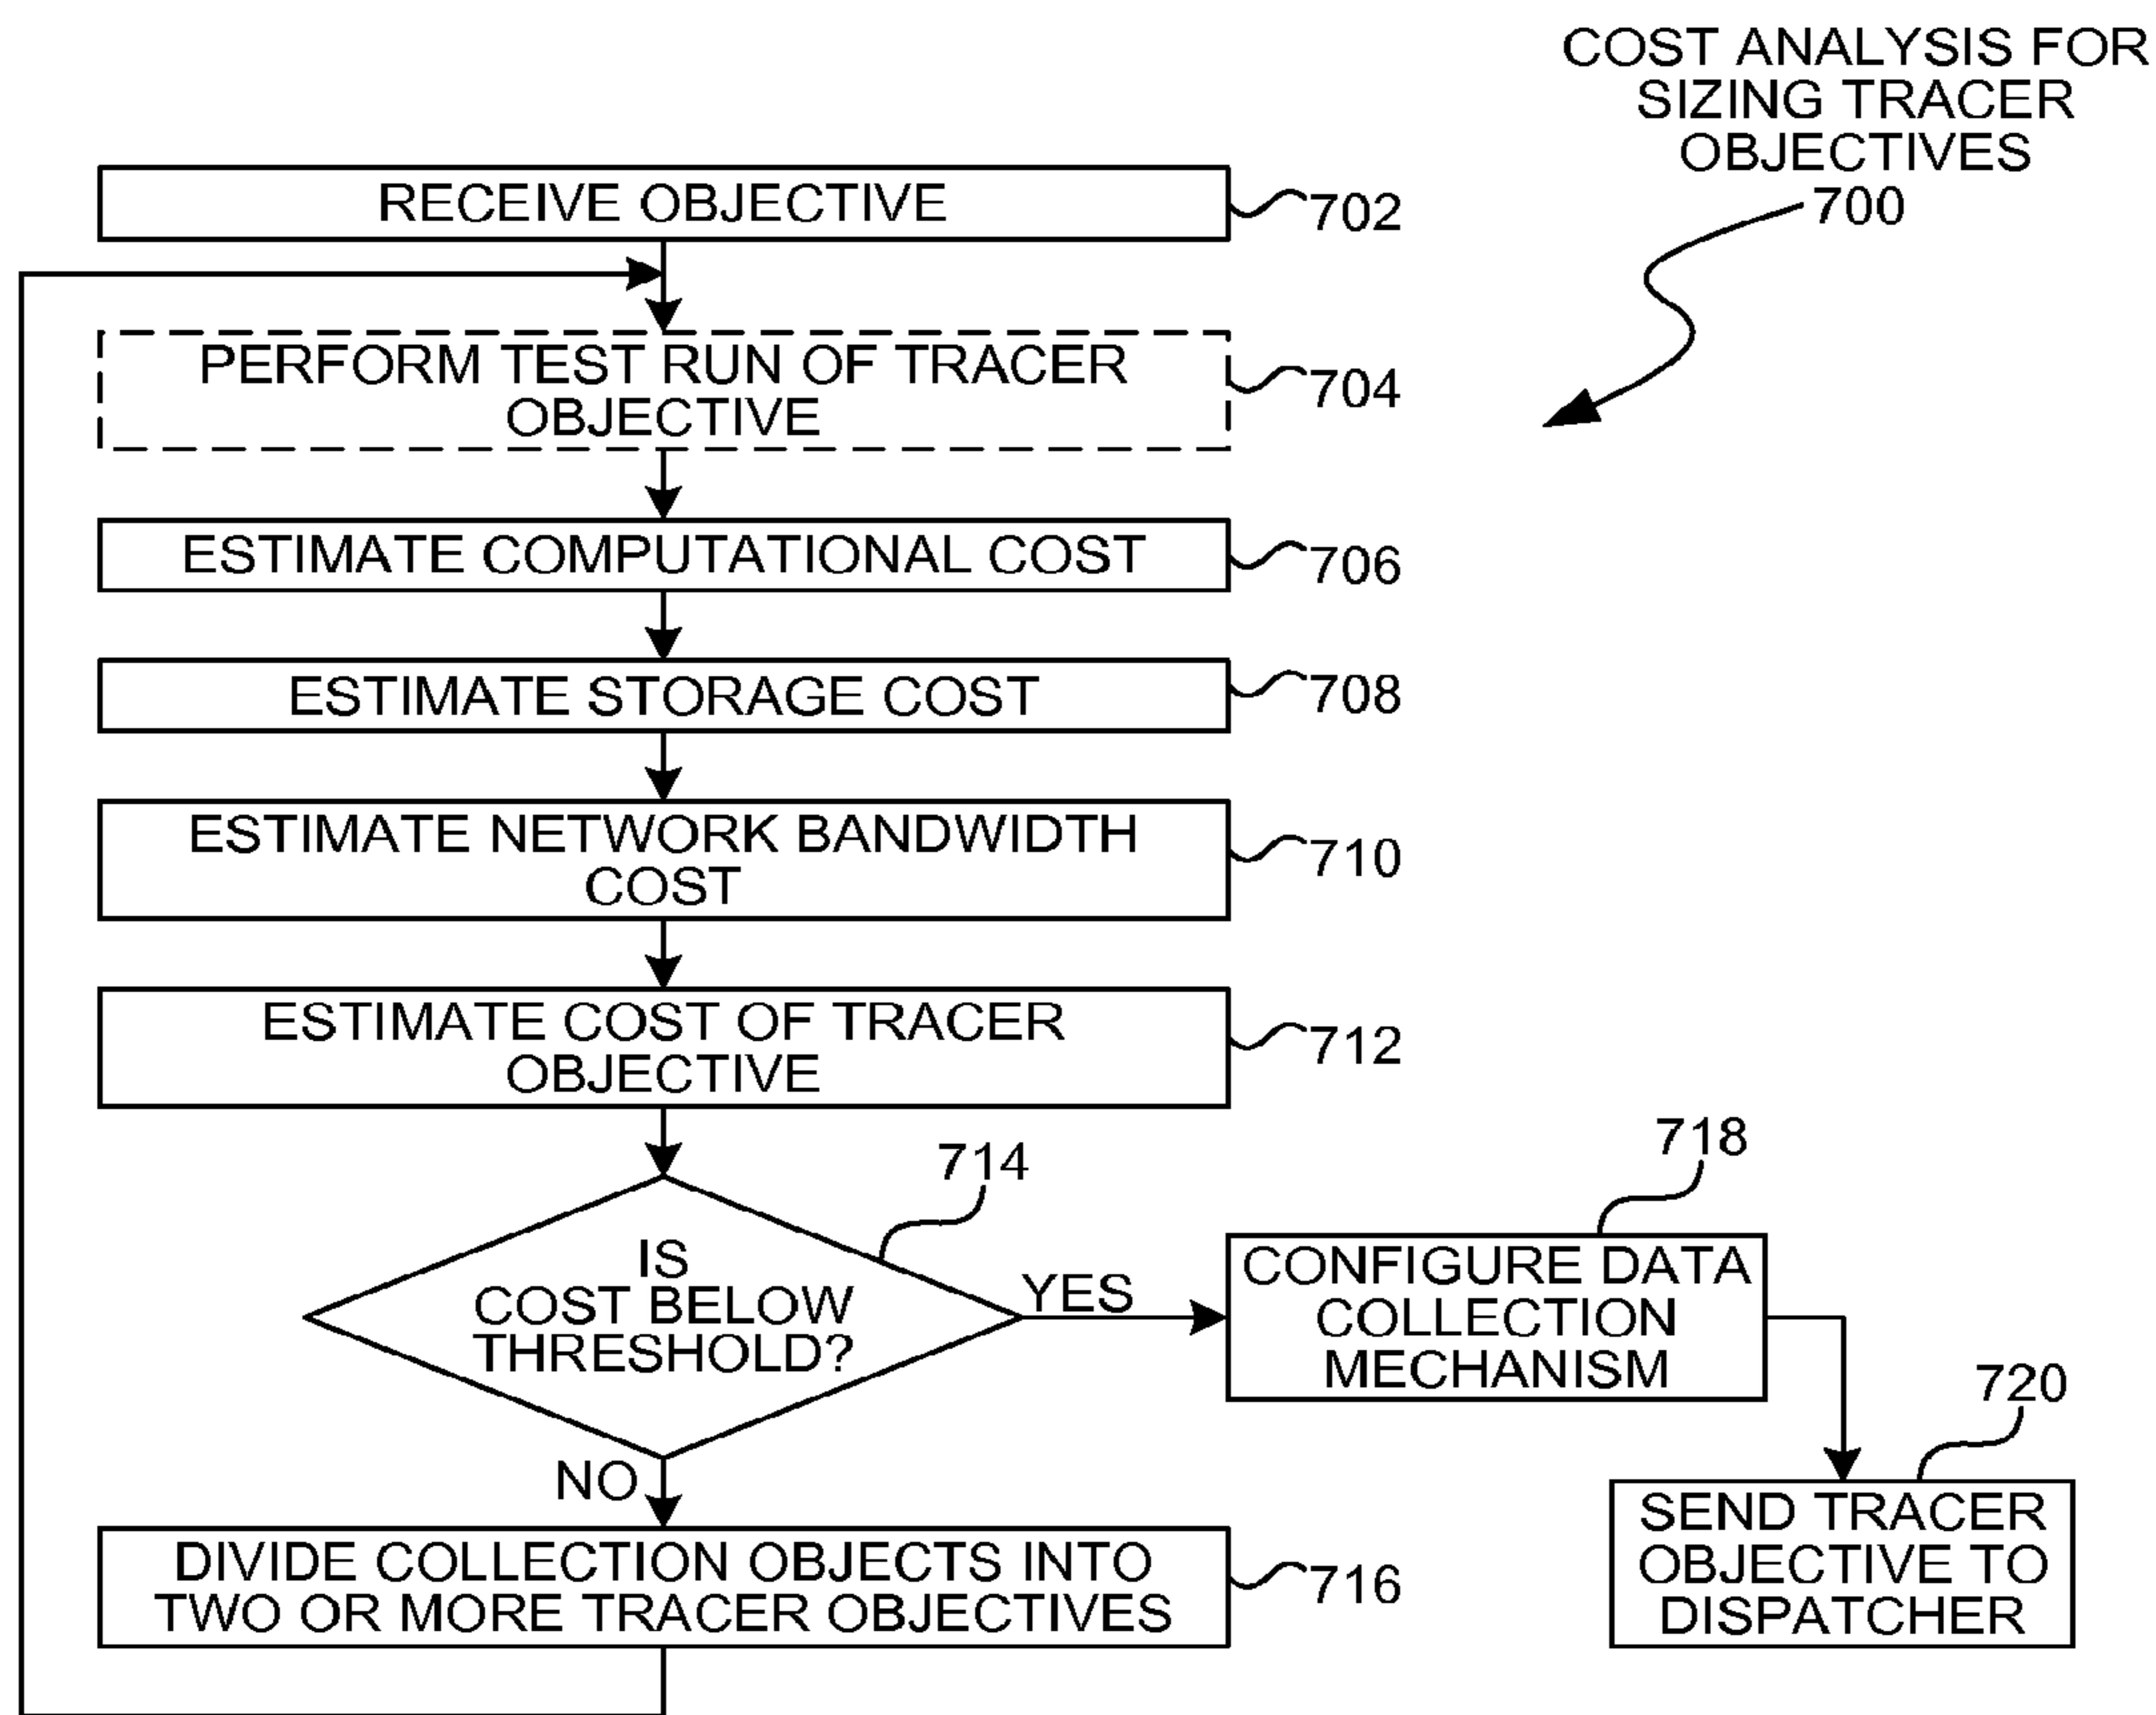 COST ANALYSIS FOR
SIZING TRACER
OBJECTIVES
700
RECEIVE OBJECTIVE
702
PERFORM TEST RUN OF TRACER
OBJECTIVE
704
ESTIMATE COMPUTATIONAL COST
706
ESTIMATE STORAGE COST
708
ESTIMATE NETWORK BANDWIDTH
COST
710
ESTIMATE COST OF TRACER
OBJECTIVE
712
714
IS
COST BELOW
THRESHOLD?
YES
NO
718
CONFIGURE DATA
COLLECTION
MECHANISM
720
SEND TRACER
OBJECTIVE TO
DISPATCHER
DIVIDE COLLECTION OBJECTS INTO
TWO OR MORE TRACER OBJECTIVES
716